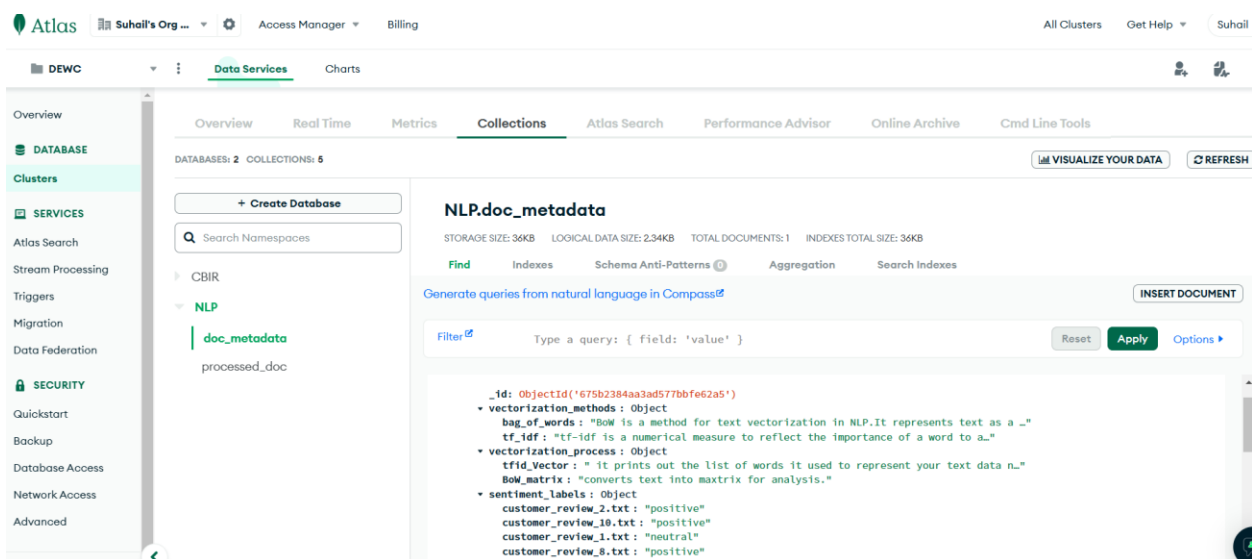 Atlas Suhail's Org ... Access Manager Billing All Clusters Get Help Suhail
DEWC Data Services Charts
Overview
DATABASE
Clusters
SERVICES
Atlas Search
Stream Processing
Triggers
Migration
Data Federation
SECURITY
Quickstart
Backup
Database Access
Network Access
Advanced
Overview Real Time Metrics Collections Atlas Search Performance Advisor Online Archive Cmd Line Tools
DATABASES: 2 COLLECTIONS: 5
VISUALIZE YOUR DATA REFRESH
+ Create Database
Search Namespaces
CBIR
NLP
doc_metadata
processed_doc
NLP.doc_metadata
STORAGE SIZE: 36KB LOGICAL DATA SIZE: 2.34KB TOTAL DOCUMENTS: 1 INDEXES TOTAL SIZE: 36KB
Find Indexes Schema Anti-Patterns 0 Aggregation Search Indexes
Generate queries from natural language in Compass
INSERT DOCUMENT
Filter Type a query: { field: 'value' } Reset Apply Options
_id: ObjectId('675b2384aa3ad577bbfe62a5')
vectorization_methods : Object
bag_of_words : "BoW is a method for text vectorization in NLP.It represents text as a …"
tf_idf : "tf-idf is a numerical measure to reflect the importance of a word to a…"
vectorization_process : Object
tfid_Vector : " it prints out the list of words it used to represent your text data n…"
BoW_matrix : "converts text into maxtrix for analysis."
sentiment_labels : Object
customer_review_2.txt : "positive"
customer_review_10.txt : "positive"
customer_review_1.txt : "neutral"
customer_review_8.txt : "positive"